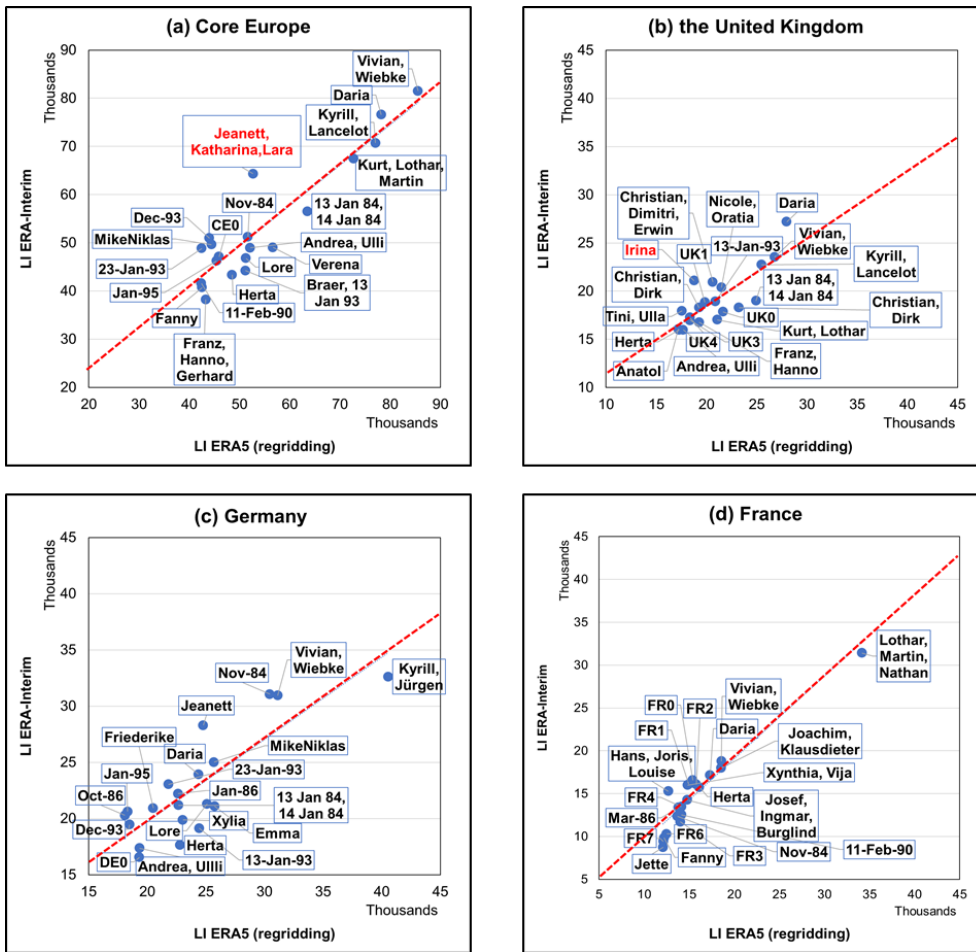 (a) Core Europe
Thousands
LI ERA-Interim
90
80
70
60
50
40
30
20
20
30
40
50
60
70
80
90
Thousands
LI ERA5 (regridding)
Vivian,
Wiebke
Daria
Kyrill,
Lancelot
Jeanett,
Katharina,Lara
Kurt, Lothar,
Martin
Nov-84
13 Jan 84,
14 Jan 84
Dec-93
CE0
MikeNiklas
Andrea, Ulli
23-Jan-93
Lore
Verena
Jan-95
Herta
Braer, 13
Jan 93
Fanny
11-Feb-90
Franz,
Hanno,
Gerhard
(b) the United Kingdom
Thousands
LI ERA-Interim
45
40
35
30
25
20
15
10
10
15
20
25
30
35
40
45
Thousands
LI ERA5 (regridding)
Christian,
Dimitri,
Erwin
Nicole,
Oratia
Daria
Irina
UK1
13-Jan-93
Vivian,
Wiebke
Kyrill,
Lancelot
Christian,
Dirk
13 Jan 84,
14 Jan 84
Christian,
Dirk
Tini, Ulla
UK0
Kurt, Lothar
Herta
UK4
UK3
Anatol
Andrea, Ulli
Franz,
Hanno
(c) Germany
Thousands
LI ERA-Interim
45
40
35
30
25
20
15
15
20
25
30
35
40
45
Thousands
LI ERA5 (regridding)
Nov-84
Vivian,
Wiebke
Kyrill,
Jürgen
Jeanett
Friederike
Daria
MikeNiklas
Jan-95
23-Jan-93
Oct-86
Jan-86
13 Jan 84,
14 Jan 84
Dec-93
Lore
Xylia
Emma
Herta
DE0
Andrea, Ullli
13-Jan-93
(d) France
Thousands
LI ERA-Interim
45
40
35
30
25
20
15
10
5
5
15
25
35
45
Thousands
LI ERA5 (regridding)
Lothar,
Martin,
Nathan
FR0
FR2
Vivian,
Wiebke
FR1
Daria
Joachim,
Klausdieter
Hans, Joris,
Louise
Xynthia, Vija
FR4
Herta
Josef,
Ingmar,
Burglind
Mar-86
FR7
FR6
Nov-84
11-Feb-90
Jette
Fanny
FR3